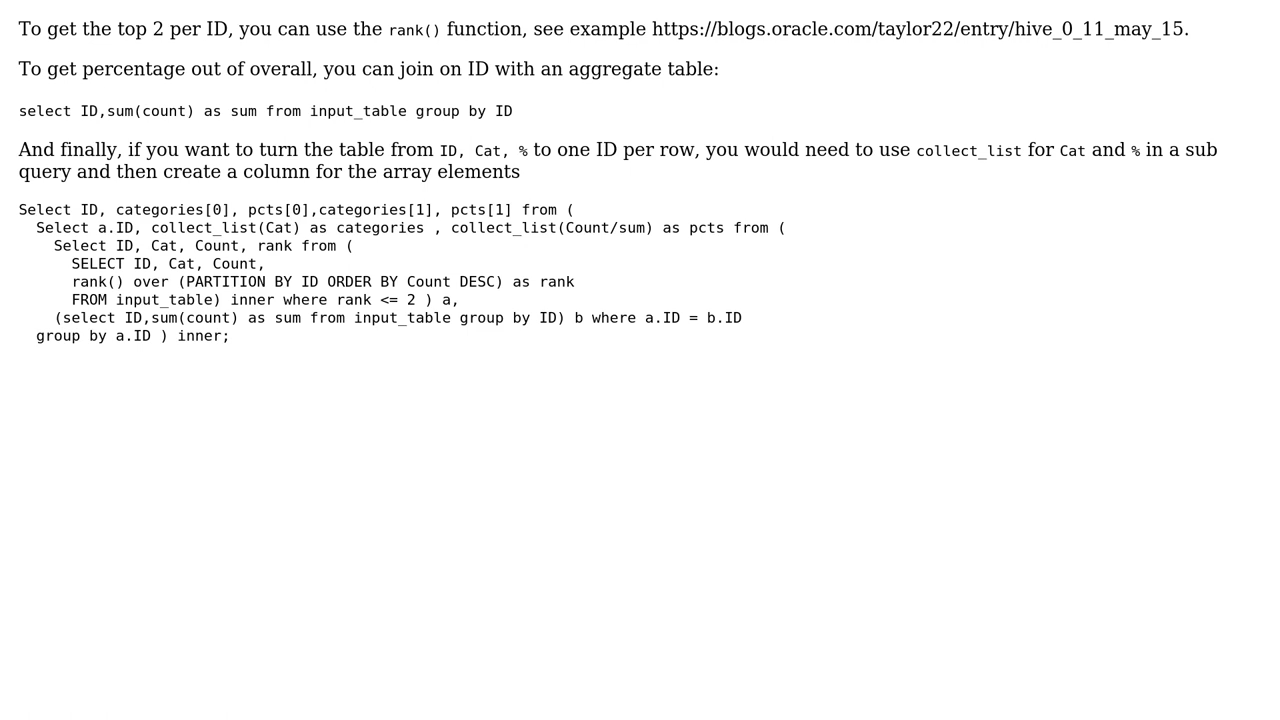 To get the top 2 per ID, you can use the rank() function, see example https://blogs.oracle.com/taylor22/entry/hive_0_11_may_15.
To get percentage out of overall, you can join on ID with an aggregate table:
select ID,sum(count) as sum from input_table group by ID
And finally, if you want to turn the table from ID, Cat, % to one ID per row, you would need to use collect_list for Cat and % in a sub
query and then create a column for the array elements
Select ID, categories[0], pcts[0],categories[1], pcts[1] from (
  Select a.ID, collect_list(Cat) as categories , collect_list(Count/sum) as pcts from (
    Select ID, Cat, Count, rank from (
      SELECT ID, Cat, Count,
      rank() over (PARTITION BY ID ORDER BY Count DESC) as rank
      FROM input_table) inner where rank <= 2 ) a,
    (select ID,sum(count) as sum from input_table group by ID) b where a.ID = b.ID
  group by a.ID ) inner;